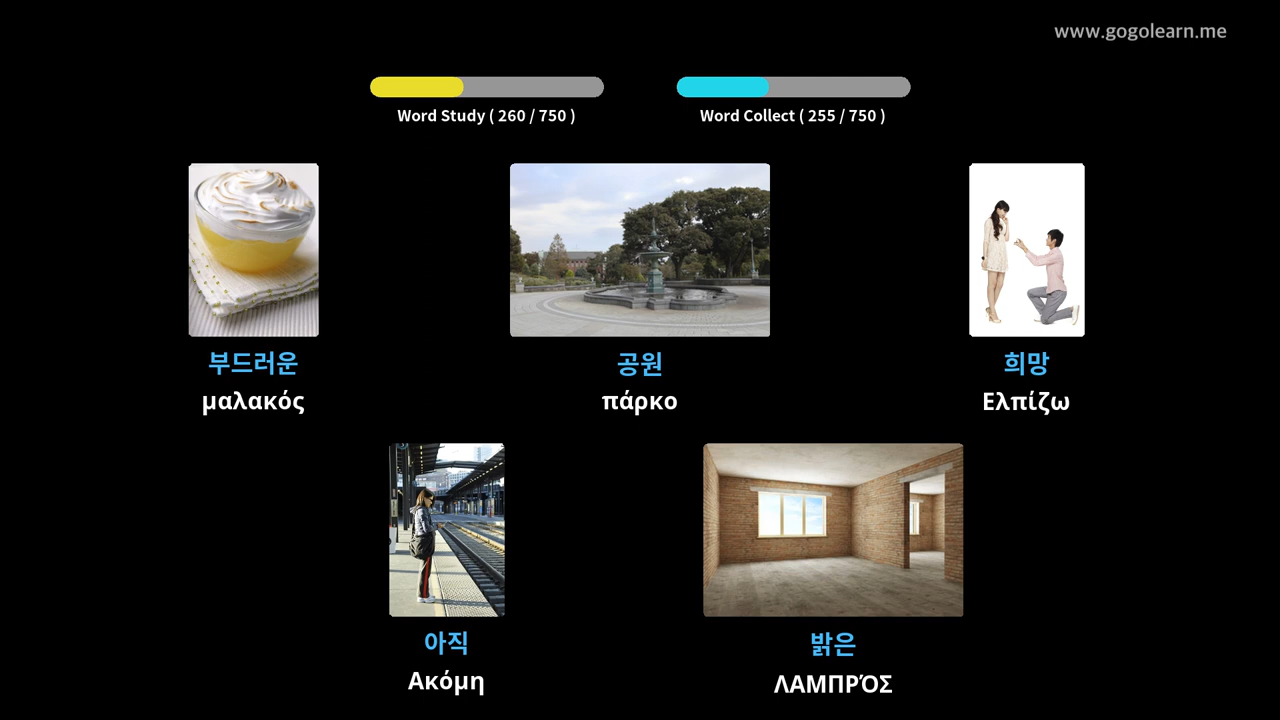 www.gogolearn.me
Word Study ( 260 / 750 )
Word Collect ( 255 / 750 )
부드러운
μαλακός
공원
πάρκο
희망
Ελπίζω
아직
Ακόμη
밝은
ΛΑΜΠΡΌΣ